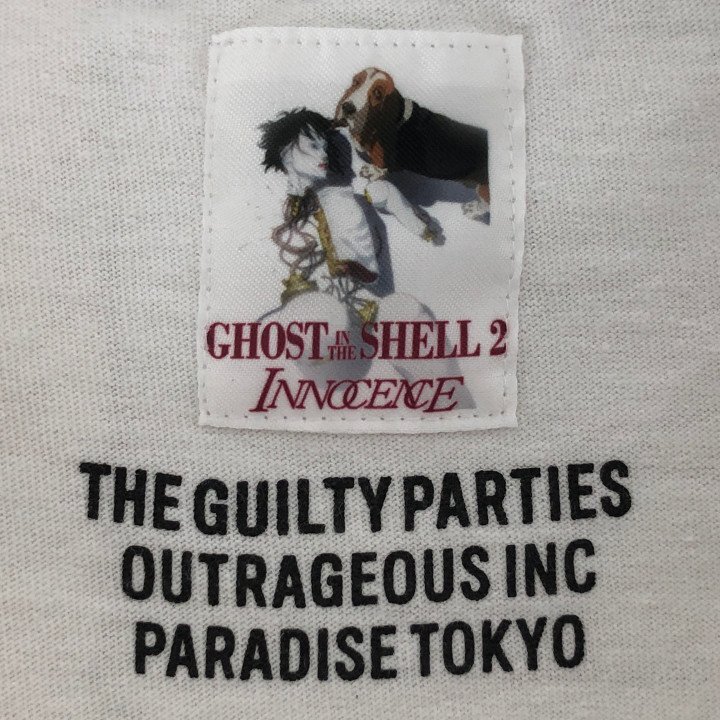 GHOST IN THE SHELL 2
INNOCENCE
THE GUILTY PARTIES
OUTRAGEOUS INC
PARADISE TOKYO